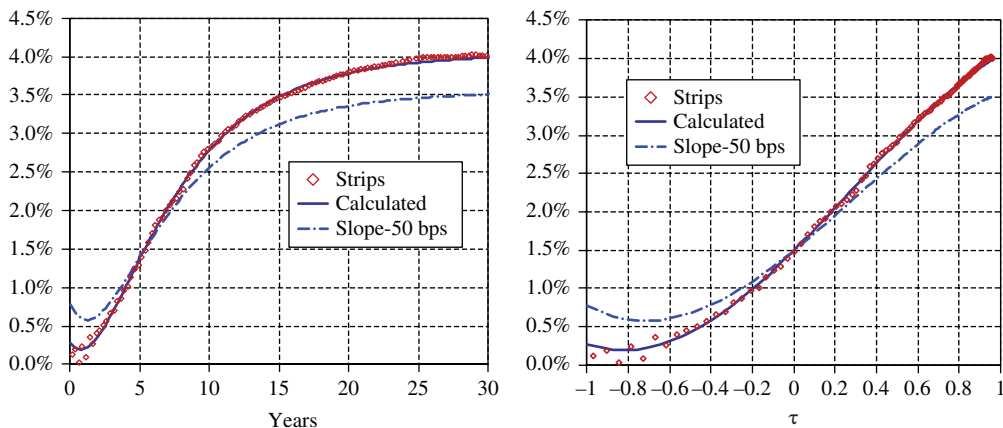 4.5%
4.0%
3.5%
3.0%
2.5%
2.0%
1.5%
1.0%
0.5%
0.0%
0 5 10 15 20 25 30
Years
Strips
Calculated
Slope-50 bps
4.5%
4.0%
3.5%
3.0%
2.5%
2.0%
1.5%
1.0%
0.5%
0.0%
–1 –0.8 –0.6 –0.4 –0.2 0 0.2 0.4 0.6 0.8 1
τ
Strips
Calculated
Slope-50 bps